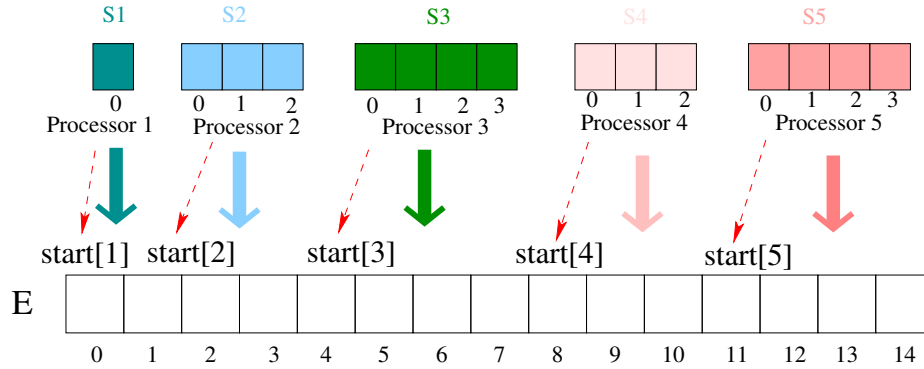 S1 S2 S3 S4 S5
0 0 1 2 0 1 2 3 0 1 2 0 1 2 3
Processor 1 Processor 2 Processor 3 Processor 4 Processor 5
start[1] start[2] start[3] start[4] start[5]
E
0 1 2 3 4 5 6 7 8 9 10 11 12 13 14